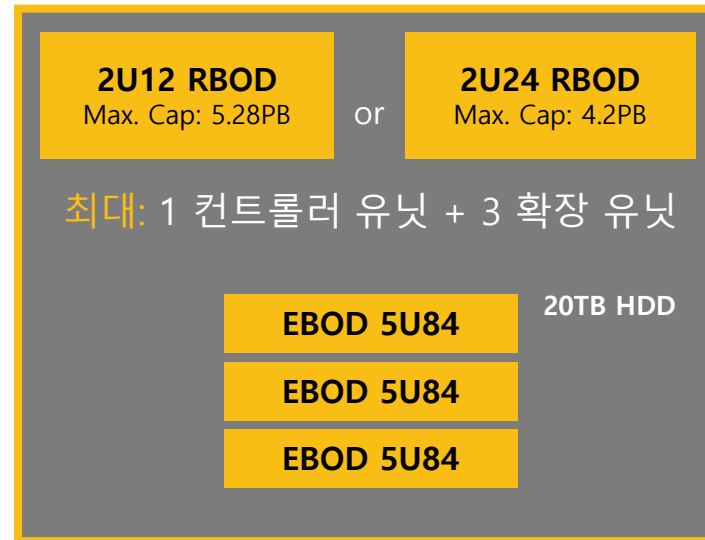 2U12 RBOD
Max. Cap: 5.28PB
or
2U24 RBOD
Max. Cap: 4.2PB
최대: 1 컨트롤러 유닛 + 3 확장 유닛
20TB HDD
EBOD 5U84
EBOD 5U84
EBOD 5U84